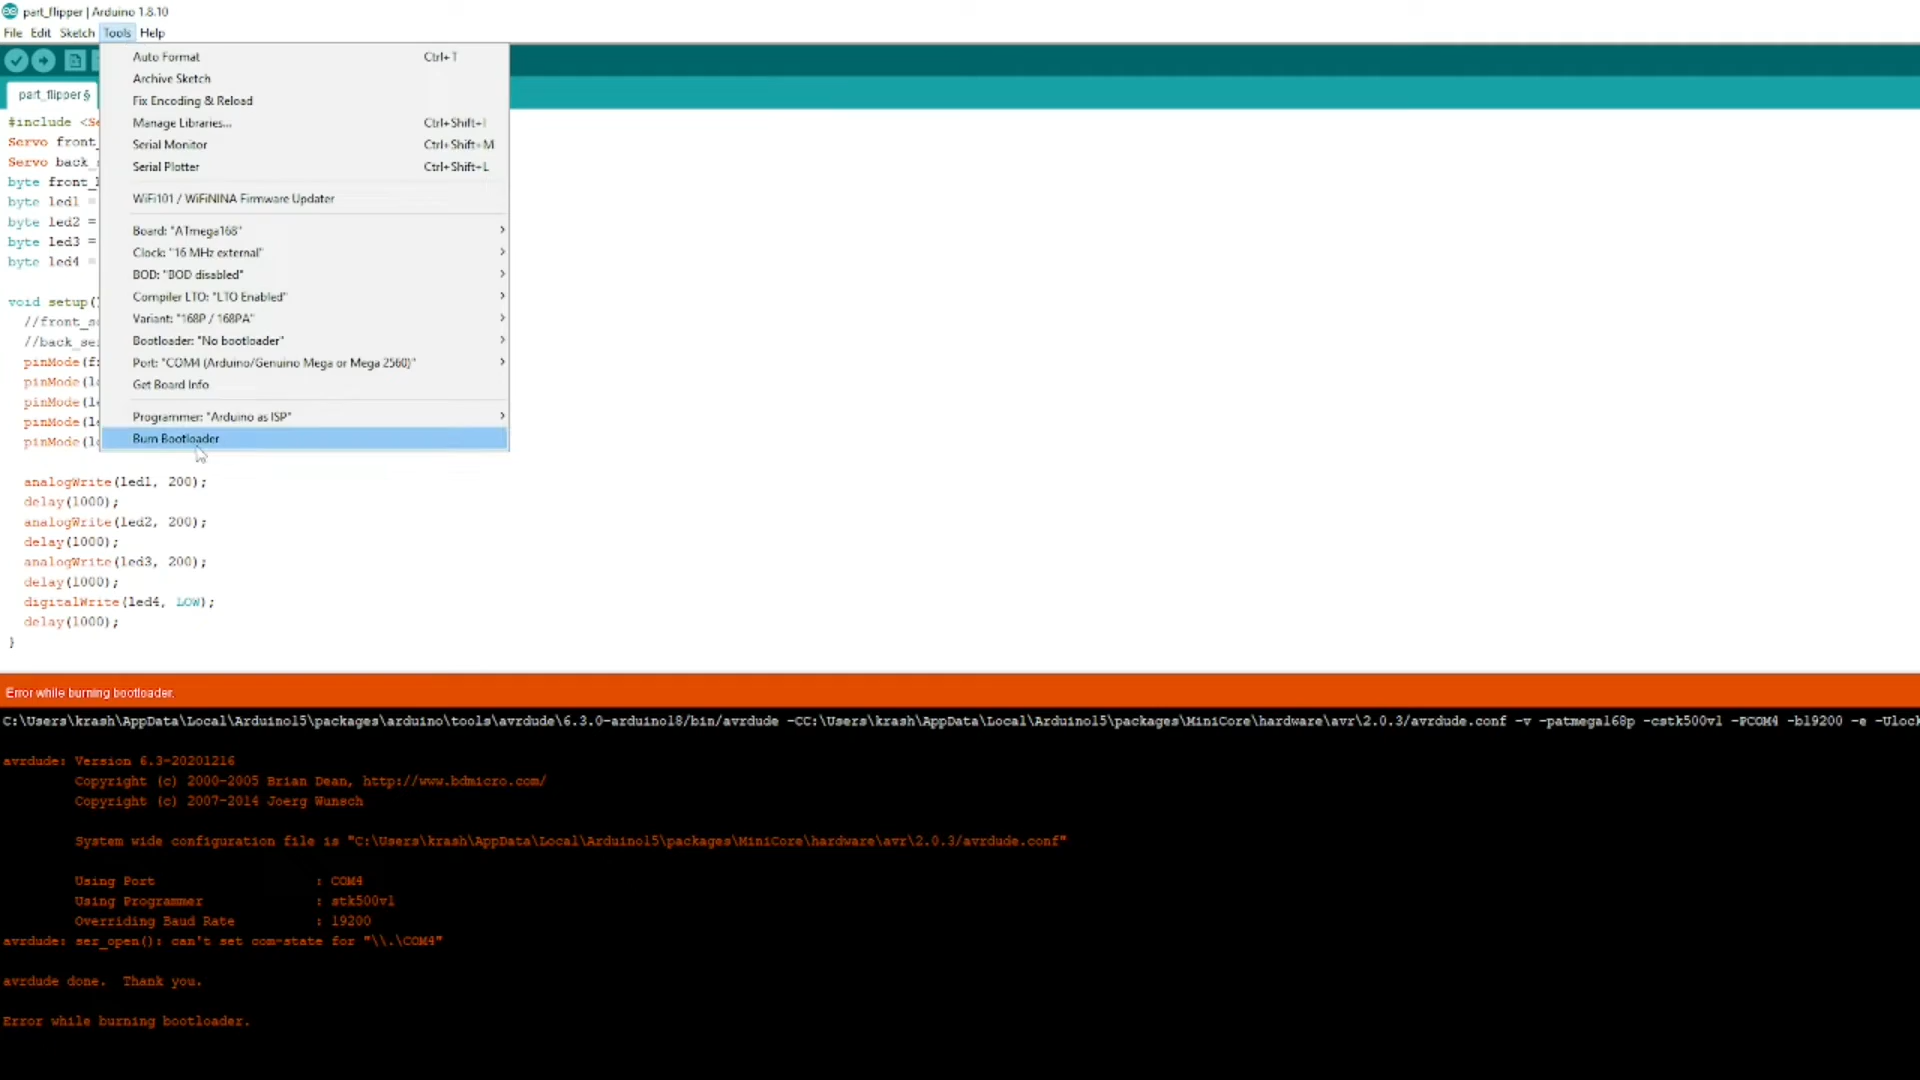 part_flipper | Arduino 1.8.10
File Edit Sketch Tools Help
Auto Format Ctrl+T
Archive Sketch
Fix Encoding & Reload
Manage Libraries... Ctrl+Shift+I
Serial Monitor Ctrl+Shift+M
Serial Plotter Ctrl+Shift+L
WiFi101 / WiFiNINA Firmware Updater
Board: "ATmega168"
Clock: "16 MHz external"
BOD: "BOD disabled"
Compiler LTO: "LTO Enabled"
Variant: "168P / 168PA"
Bootloader: "No bootloader"
Port: "COM4 (Arduino/Genuino Mega or Mega 2560)"
Get Board Info
Programmer: "Arduino as ISP"
Burn Bootloader
part_flipper§
#include <Se
Servo front_
Servo back_s
byte front_l
byte led1 =
byte led2 =
byte led3 =
byte led4 =
void setup()
//front_se
//back_se
pinMode(f
pinMode(le
pinMode(le
pinMode(le
pinMode(le
analogWrite(led1, 200);
delay(1000);
analogWrite(led2, 200);
delay(1000);
analogWrite(led3, 200);
delay(1000);
digitalWrite(led4, LOW);
delay(1000);
}
Error while burning bootloader.
C:\Users\krash\AppData\Local\Arduino15\packages\arduino\tools\avrdude\6.3.0-arduino18/bin/avrdude -CC:\Users\krash\AppData\Local\Arduino15\packages\MiniCore\hardware\avr\2.0.3/avrdude.conf -v -patmega168p -cstk500v1 -PCOM4 -b19200 -e -Ulock
avrdude: Version 6.3-20201216
Copyright (c) 2000-2005 Brian Dean, http://www.bdmicro.com/
Copyright (c) 2007-2014 Joerg Wunsch
System wide configuration file is "C:\Users\krash\AppData\Local\Arduino15\packages\MiniCore\hardware\avr\2.0.3/avrdude.conf"
Using Port : COM4
Using Programmer : stk500v1
Overriding Baud Rate : 19200
avrdude: ser_open(): can't set com-state for "\\.\COM4"
avrdude done. Thank you.
Error while burning bootloader.